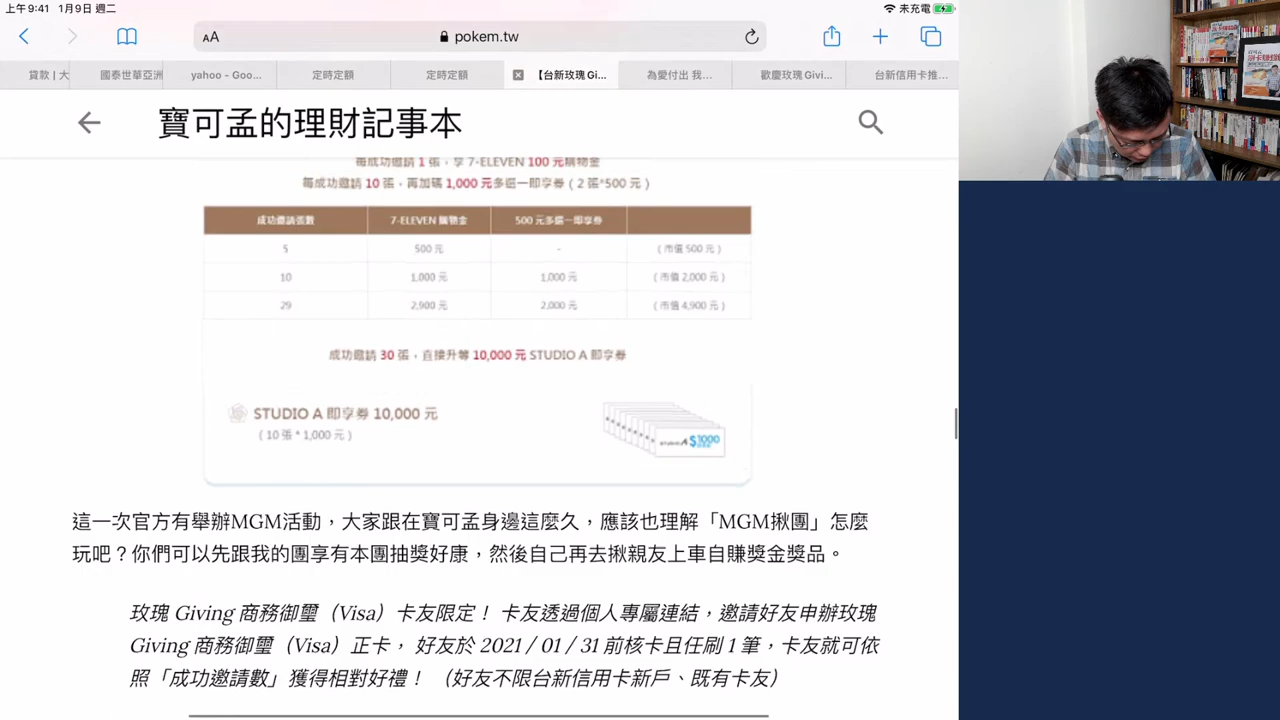 上午9:41 1月9日 週二
未充電
AA
pokem.tw
貸款 | 大
國泰世華亞洲
yahoo - Goo...
定時定額
定時定額
【台新玫瑰 Gi...
為愛付出 我...
歡慶玫瑰 Givi...
台新信用卡推...
寶可孟的理財記事本
每成功邀請 1 張，享 7-ELEVEN 100 元購物金
每成功邀請 10 張，再加碼 1,000 元多選一即享券 ( 2 張*500 元 )
成功邀請張數 7-ELEVEN 購物金 500 元多選一即享券
5 500 元 - ( 市值 500 元 )
10 1,000 元 1,000 元 ( 市值 2,000 元 )
29 2,900 元 2,000 元 ( 市值 4,900 元 )
成功邀請 30 張，直接升等 10,000 元 STUDIO A 即享券
STUDIO A 即享券 10,000 元
( 10 張 * 1,000 元 )
STUDIO A $1000
這一次官方有舉辦MGM活動，大家跟在寶可孟身邊這麼久，應該也理解「MGM揪團」怎麼
玩吧？你們可以先跟我的團享有本團抽獎好康，然後自己再去揪親友上車自賺獎金獎品。
玫瑰 Giving 商務御璽（Visa）卡友限定！ 卡友透過個人專屬連結，邀請好友申辦玫瑰
Giving 商務御璽（Visa）正卡， 好友於 2021 / 01 / 31 前核卡且任刷 1 筆，卡友就可依
照「成功邀請數」獲得相對好禮！ （好友不限台新信用卡新戶、既有卡友）